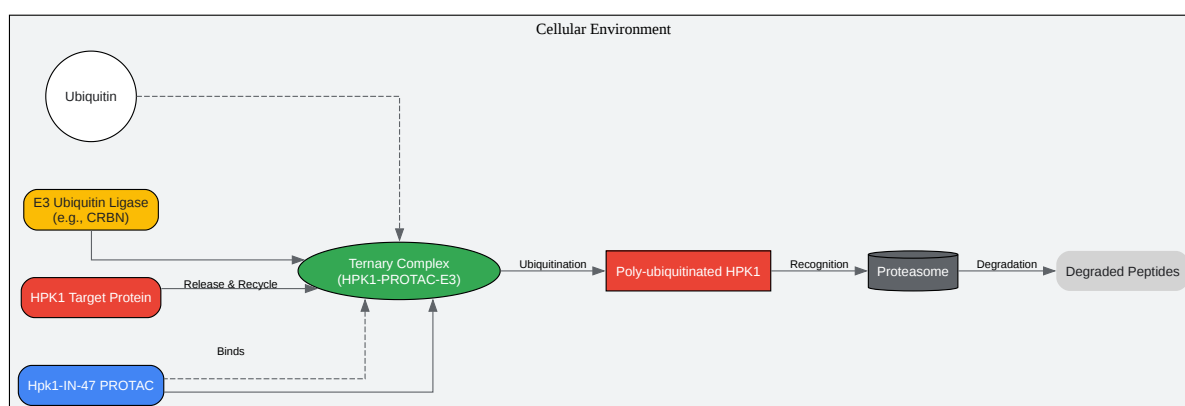 Cellular Environment
Ubiquitin
E3 Ubiquitin Ligase
(e.g., CRBN)
HPK1 Target Protein
Release & Recycle
Binds
Hpk1-IN-47 PROTAC
Ternary Complex
(HPK1-PROTAC-E3)
Ubiquitination
Poly-ubiquitinated HPK1
Recognition
Proteasome
Degradation
Degraded Peptides